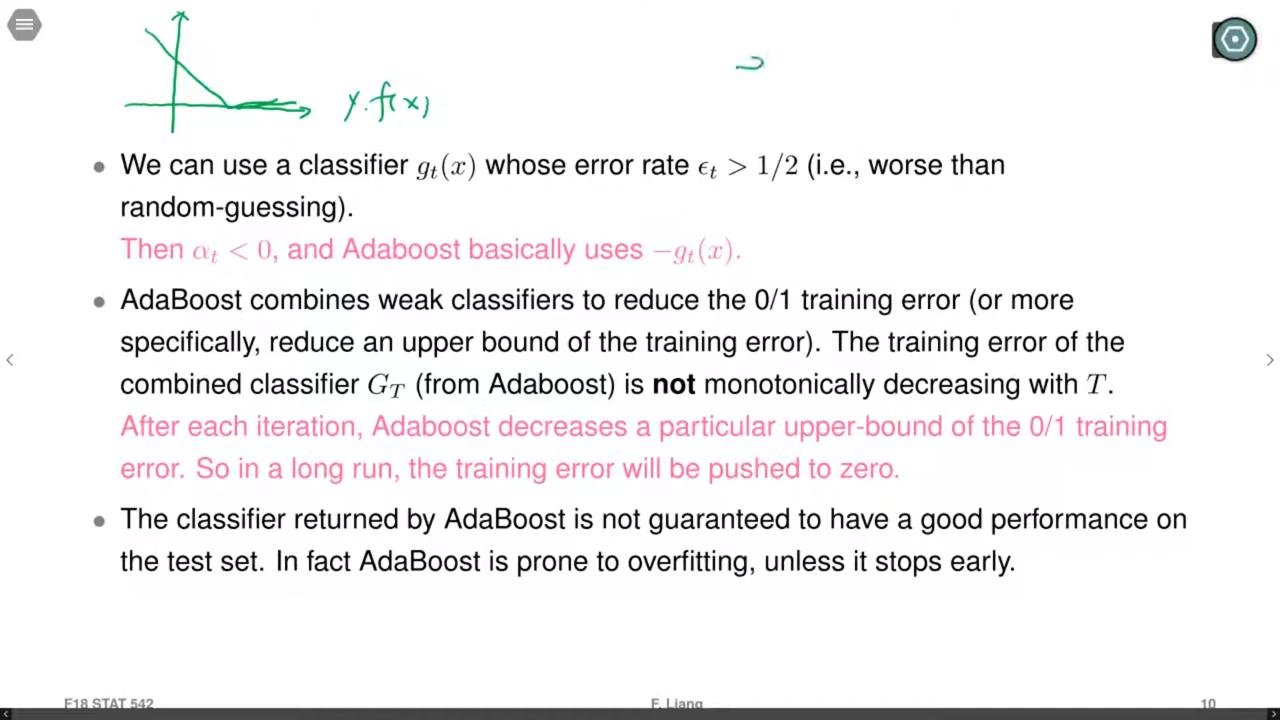 y.f(x)
We can use a classifier gₜ(x) whose error rate ϵₜ > 1/2 (i.e., worse than
random-guessing).
Then αₜ < 0, and Adaboost basically uses −gₜ(x).
AdaBoost combines weak classifiers to reduce the 0/1 training error (or more
specifically, reduce an upper bound of the training error). The training error of the
combined classifier G_T (from Adaboost) is not monotonically decreasing with T.
After each iteration, Adaboost decreases a particular upper-bound of the 0/1 training
error. So in a long run, the training error will be pushed to zero.
The classifier returned by AdaBoost is not guaranteed to have a good performance on
the test set. In fact AdaBoost is prone to overfitting, unless it stops early.
F18 STAT 542 F. Liang 10